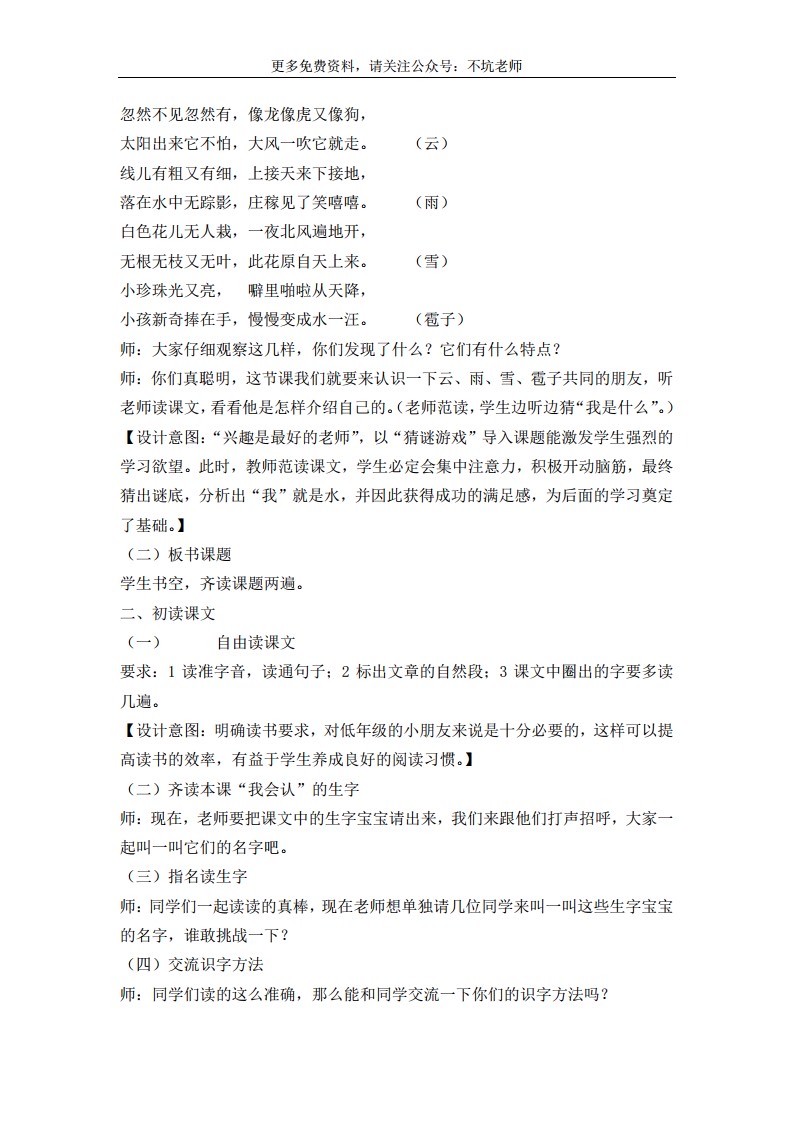 更多免费资料，请关注公众号：不坑老师
忽然不见忽然有，像龙像虎又像狗，
太阳出来它不怕，大风一吹它就走。　　（云）
线儿有粗又有细，上接天来下接地，
落在水中无踪影，庄稼见了笑嘻嘻。　　（雨）
白色花儿无人栽，一夜北风遍地开，
无根无枝又无叶，此花原自天上来。　　（雪）
小珍珠光又亮，　噼里啪啦从天降，
小孩新奇捧在手，慢慢变成水一汪。　　（雹子）
师：大家仔细观察这几样，你们发现了什么？它们有什么特点？
师：你们真聪明，这节课我们就要来认识一下云、雨、雪、雹子共同的朋友，听
老师读课文，看看他是怎样介绍自己的。（老师范读，学生边听边猜“我是什么”。）
【设计意图：“兴趣是最好的老师”，以“猜谜游戏”导入课题能激发学生强烈的
学习欲望。此时，教师范读课文，学生必定会集中注意力，积极开动脑筋，最终
猜出谜底，分析出“我”就是水，并因此获得成功的满足感，为后面的学习奠定
了基础。】
（二）板书课题
学生书空，齐读课题两遍。
二、初读课文
（一）　　　自由读课文
要求：1 读准字音，读通句子；2 标出文章的自然段；3 课文中圈出的字要多读
几遍。
【设计意图：明确读书要求，对低年级的小朋友来说是十分必要的，这样可以提
高读书的效率，有益于学生养成良好的阅读习惯。】
（二）齐读本课“我会认”的生字
师：现在，老师要把课文中的生字宝宝请出来，我们来跟他们打声招呼，大家一
起叫一叫它们的名字吧。
（三）指名读生字
师：同学们一起读读的真棒，现在老师想单独请几位同学来叫一叫这些生字宝宝
的名字，谁敢挑战一下？
（四）交流识字方法
师：同学们读的这么准确，那么能和同学交流一下你们的识字方法吗？